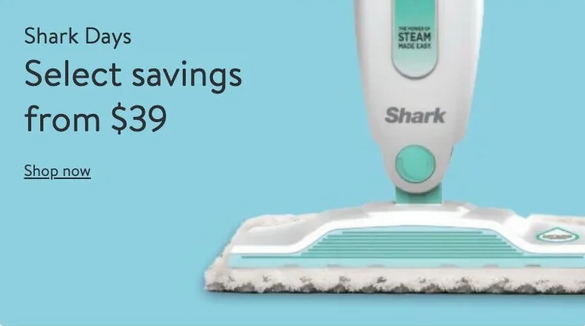 Shark Days
Select savings
from $39
Shop now
THE POWER OF
STEAM
MADE EASY
Shark